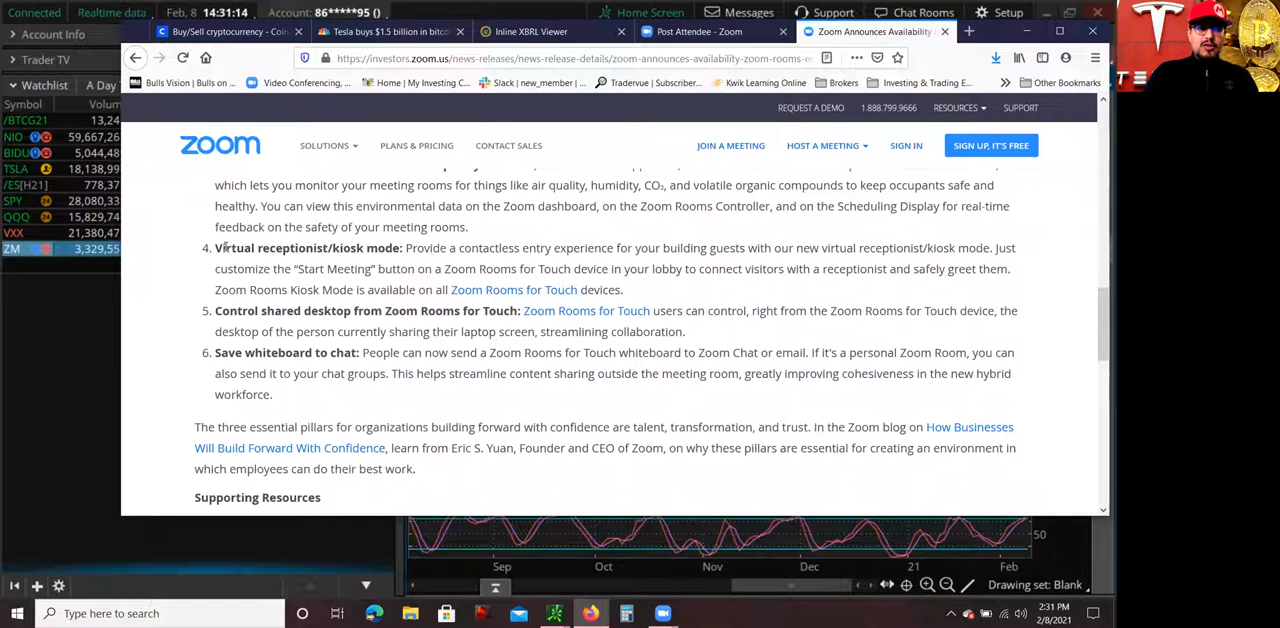 Connected Realtime data Feb, 8 14:31:14 Account: 86*****95 () Home Screen Messages Support Chat Rooms Setup
Account Info
Trader TV
Watchlist A Day
Symbol Volum
/BTCG21 13,24
NIO 59,667,26
BIDU 5,044,48
TSLA 18,138,99
/ES[H21] 778,37
SPY 28,080,33
QQQ 15,829,74
VXX 21,380,47
ZM 3,329,55
Buy/Sell cryptocurrency - Coin Tesla buys $1.5 billion in bitco Inline XBRL Viewer Post Attendee - Zoom Zoom Announces Availability
https://investors.zoom.us/news-releases/news-release-details/zoom-announces-availability-zoom-rooms-e
Bulls Vision | Bulls on ... Video Conferencing, ... Home | My Investing C... Slack | new_member | ... Tradervue | Subscriber... Kwik Learning Online Brokers Investing & Trading E... Other Bookmarks
REQUEST A DEMO 1.888.799.9666 RESOURCES SUPPORT
zoom SOLUTIONS PLANS & PRICING CONTACT SALES JOIN A MEETING HOST A MEETING SIGN IN SIGN UP, IT'S FREE
which lets you monitor your meeting rooms for things like air quality, humidity, CO₂, and volatile organic compounds to keep occupants safe and
healthy. You can view this environmental data on the Zoom dashboard, on the Zoom Rooms Controller, and on the Scheduling Display for real-time
feedback on the safety of your meeting rooms.
4. Virtual receptionist/kiosk mode: Provide a contactless entry experience for your building guests with our new virtual receptionist/kiosk mode. Just
customize the “Start Meeting” button on a Zoom Rooms for Touch device in your lobby to connect visitors with a receptionist and safely greet them.
Zoom Rooms Kiosk Mode is available on all Zoom Rooms for Touch devices.
5. Control shared desktop from Zoom Rooms for Touch: Zoom Rooms for Touch users can control, right from the Zoom Rooms for Touch device, the
desktop of the person currently sharing their laptop screen, streamlining collaboration.
6. Save whiteboard to chat: People can now send a Zoom Rooms for Touch whiteboard to Zoom Chat or email. If it's a personal Zoom Room, you can
also send it to your chat groups. This helps streamline content sharing outside the meeting room, greatly improving cohesiveness in the new hybrid
workforce.
The three essential pillars for organizations building forward with confidence are talent, transformation, and trust. In the Zoom blog on How Businesses
Will Build Forward With Confidence, learn from Eric S. Yuan, Founder and CEO of Zoom, on why these pillars are essential for creating an environment in
which employees can do their best work.
Supporting Resources
50
Sep Oct Nov Dec 21 Feb
Drawing set: Blank
Type here to search
2:31 PM
2/8/2021